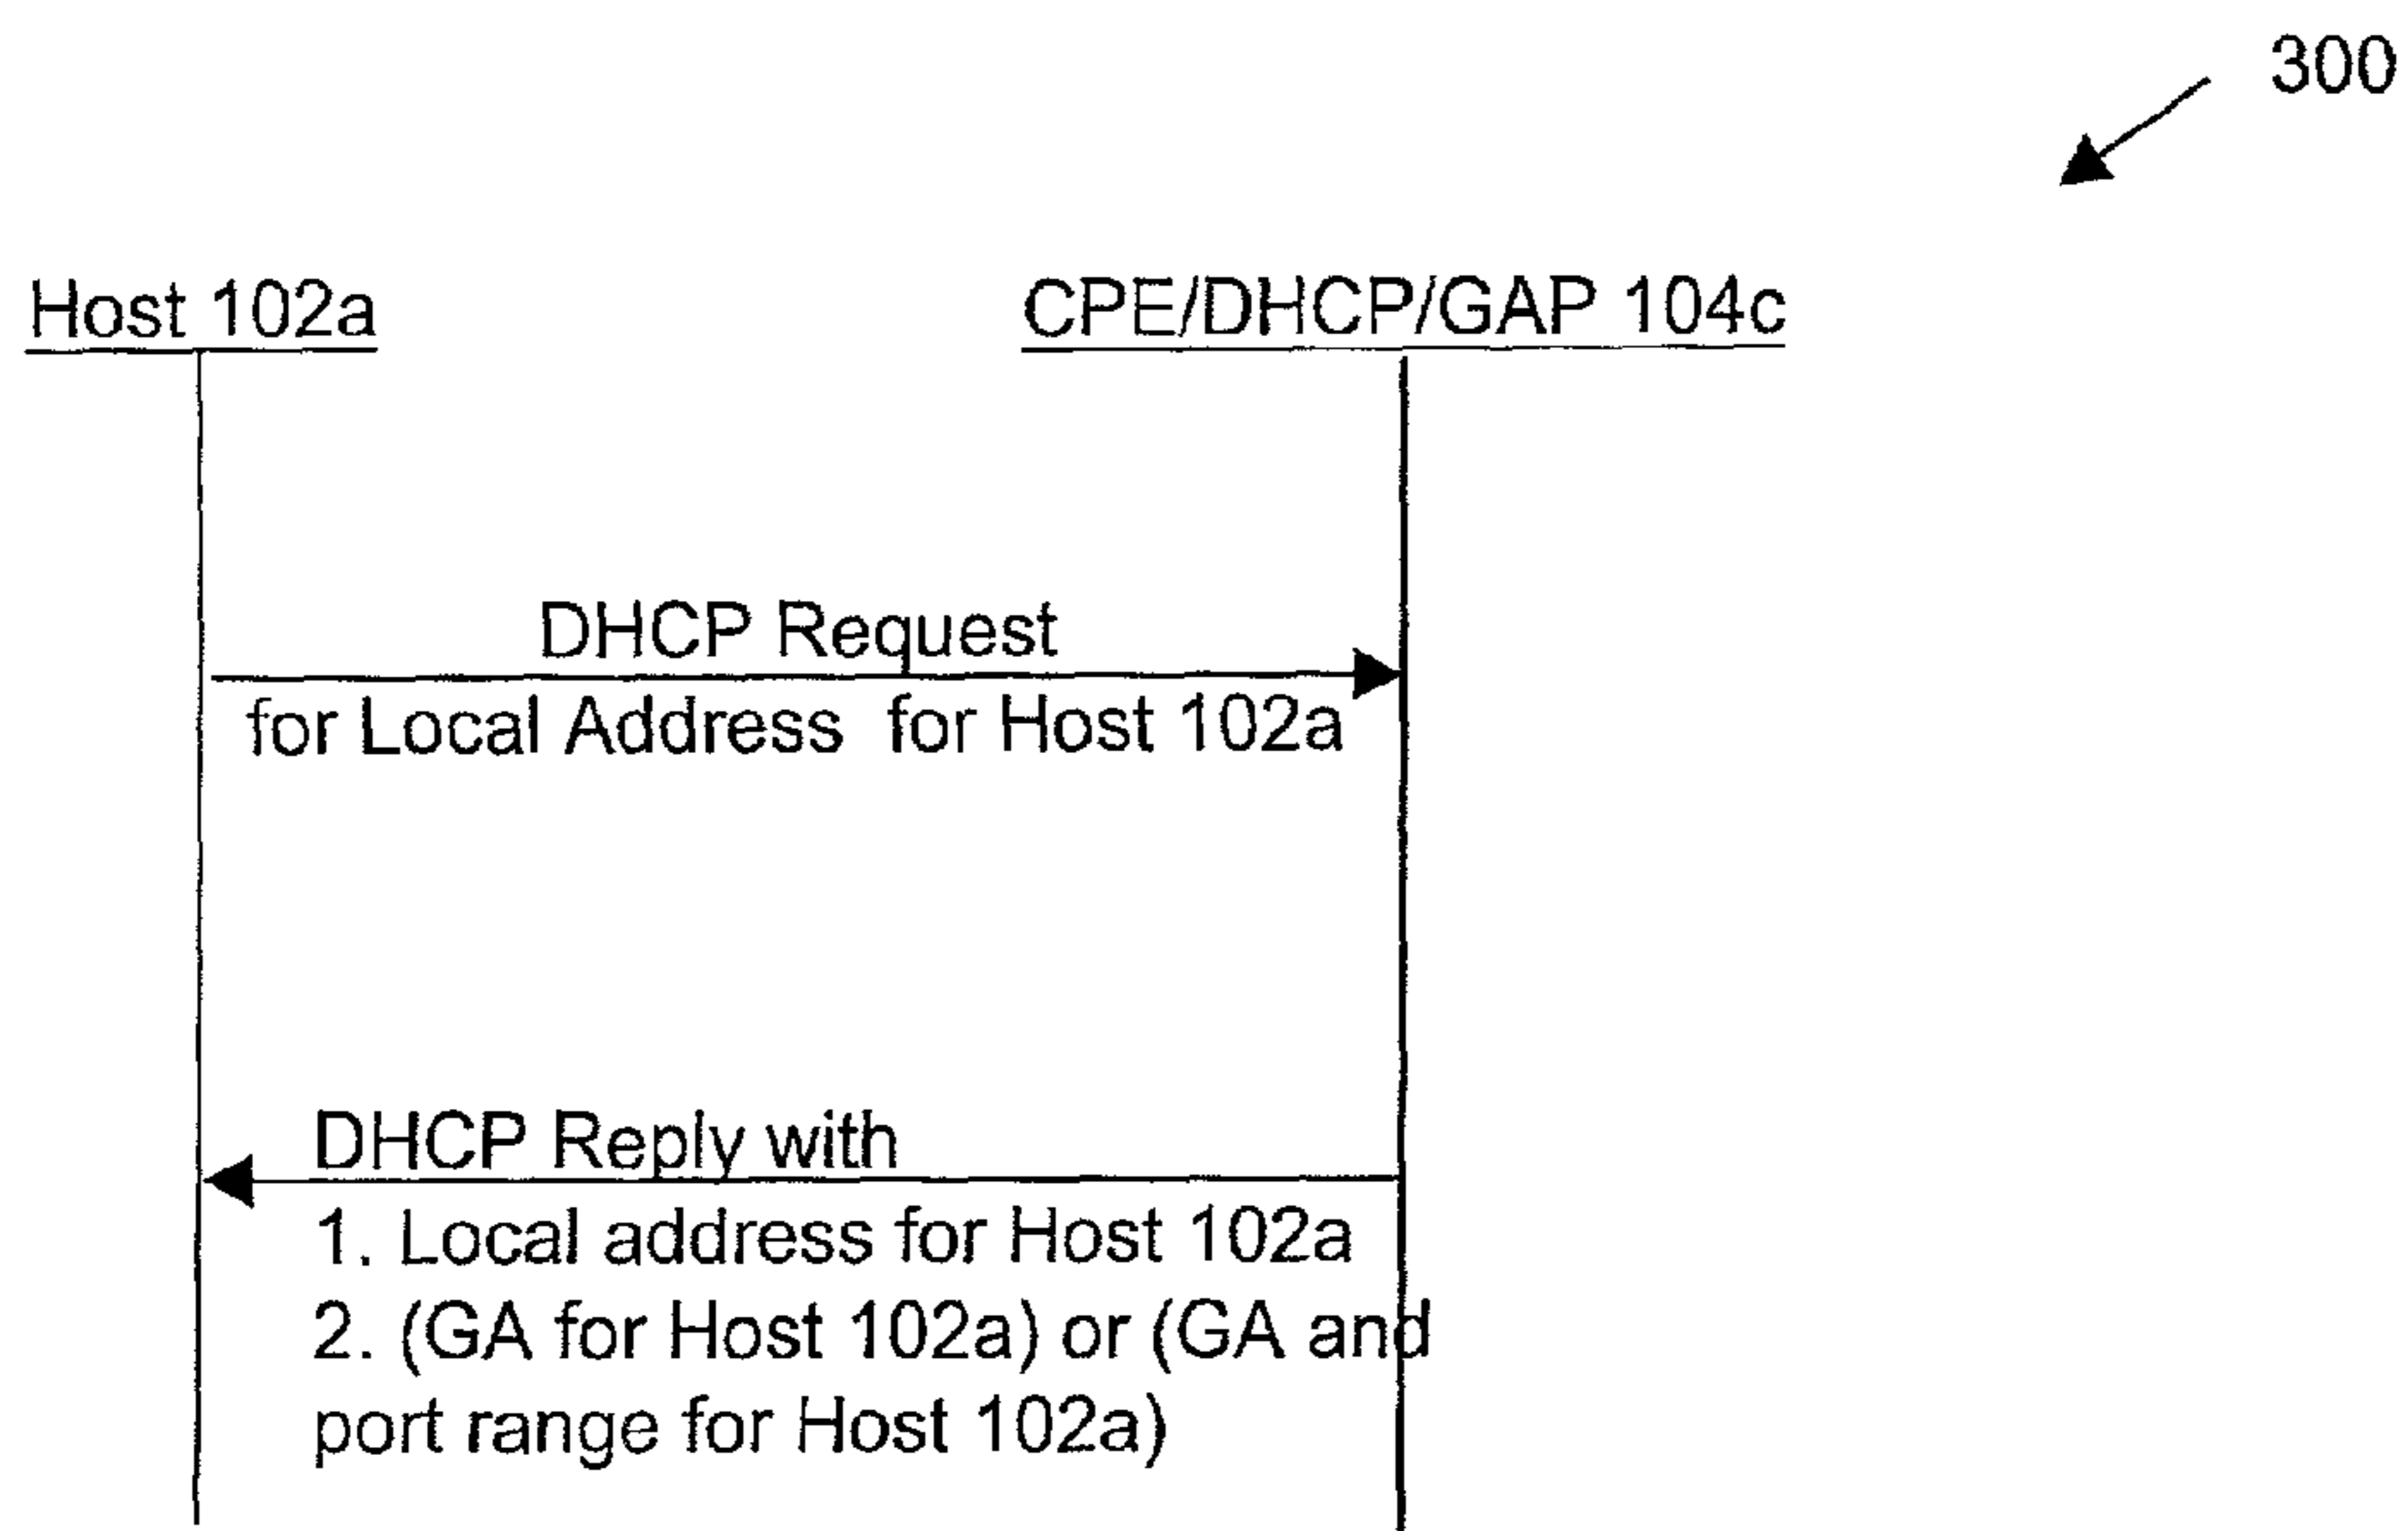 300
Host 102a
CPE/DHCP/GAP 104c
DHCP Request
for Local Address for Host 102a
DHCP Reply with
1. Local address for Host 102a
2. (GA for Host 102a) or (GA and
port range for Host 102a)